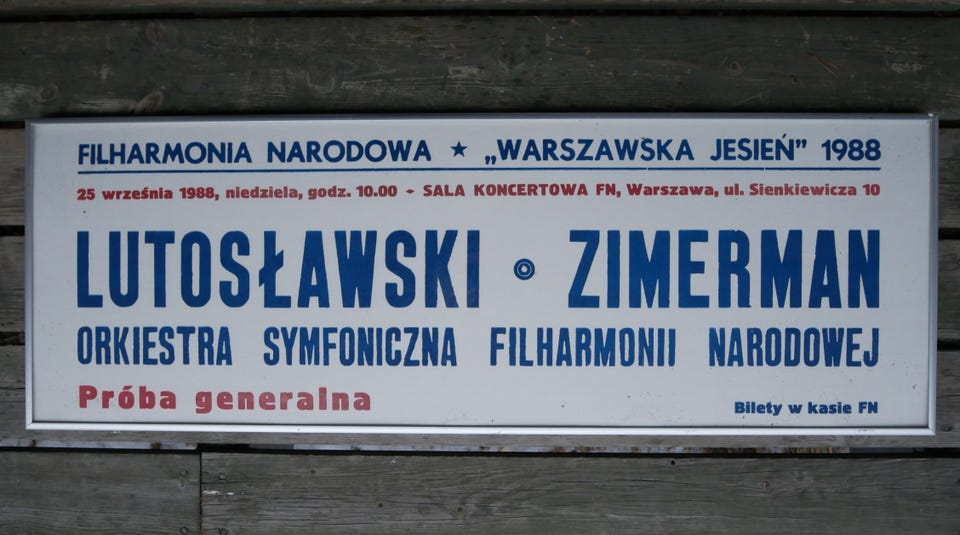 FILHARMONIA NARODOWA ★ „WARSZAWSKA JESIEŃ” 1988
25 września 1988, niedziela, godz. 10.00 - SALA KONCERTOWA FN, Warszawa, ul. Sienkiewicza 10
LUTOSŁAWSKI • ZIMERMAN
ORKIESTRA SYMFONICZNA FILHARMONII NARODOWEJ
Próba generalna
Bilety w kasie FN